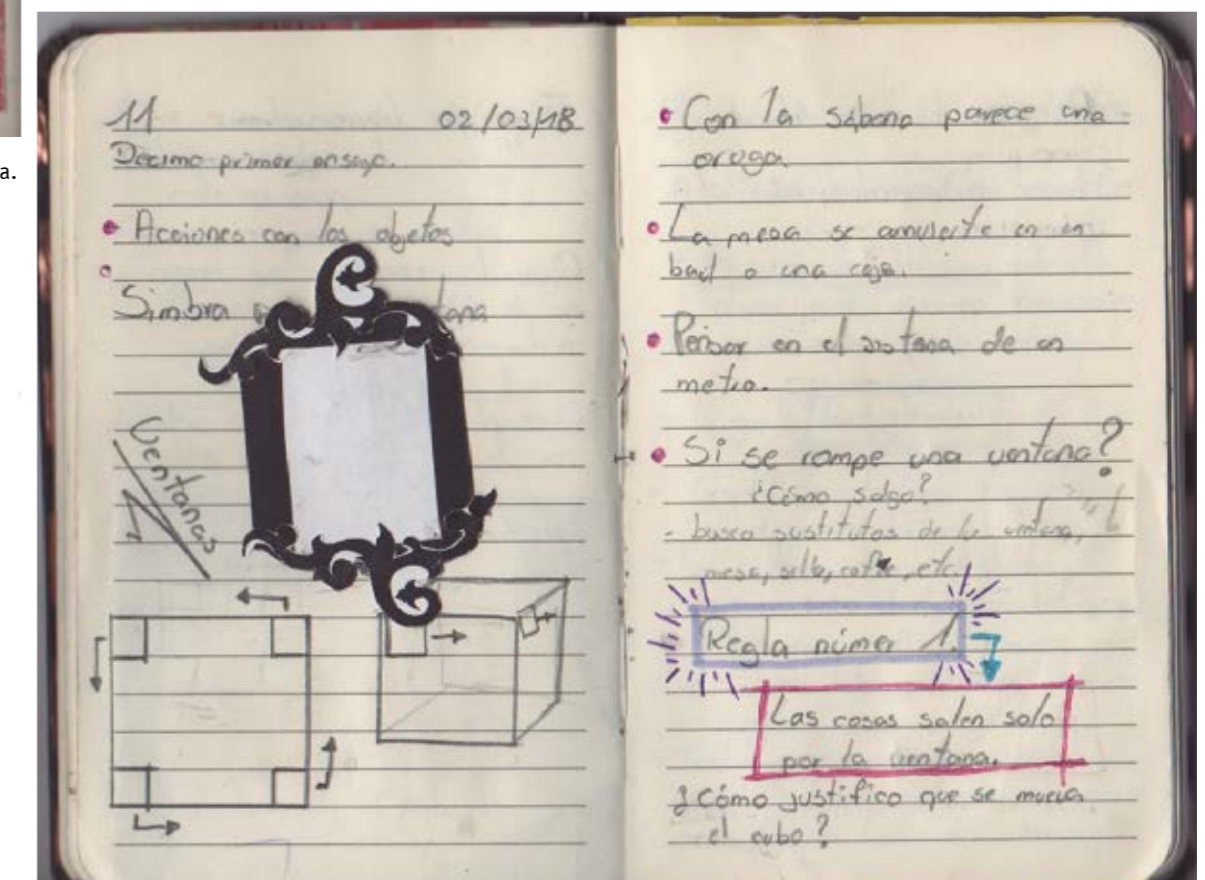 a.
11 02/03/18
Decimo primer ensayo.
Acciones con los objetos
Simbra
Ventanas
Con la sábana parece una
oruga.
La mesa se convierte en un
baúl o una caja.
Pensar en el sistema de un
metro.
Si se rompe una ventana?
¿Cómo salgo?
- busca sustitutos de la ventana,
mesa, silla, cofre, etc.
Regla númer 1.
Las cosas salen solo
por la ventana.
¿Cómo justifico que se mueva
el cubo?